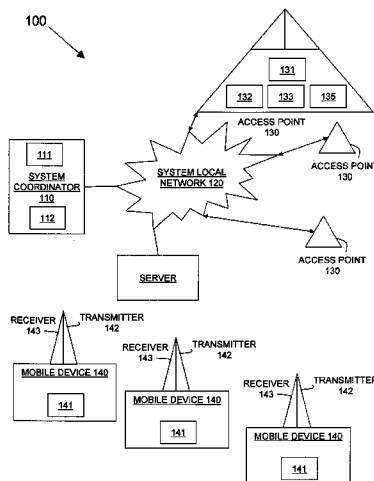 100
131
132 133 135
ACCESS POINT
130
111
SYSTEM
COORDINATOR
110
112
SYSTEM LOCAL
NETWORK 120
ACCESS POINT
130
ACCESS POINT
130
SERVER
RECEIVER
143
TRANSMITTER
142
MOBILE DEVICE 140
141
RECEIVER
143
TRANSMITTER
142
MOBILE DEVICE 140
141
RECEIVER
143
TRANSMITTER
142
MOBILE DEVICE 140
141